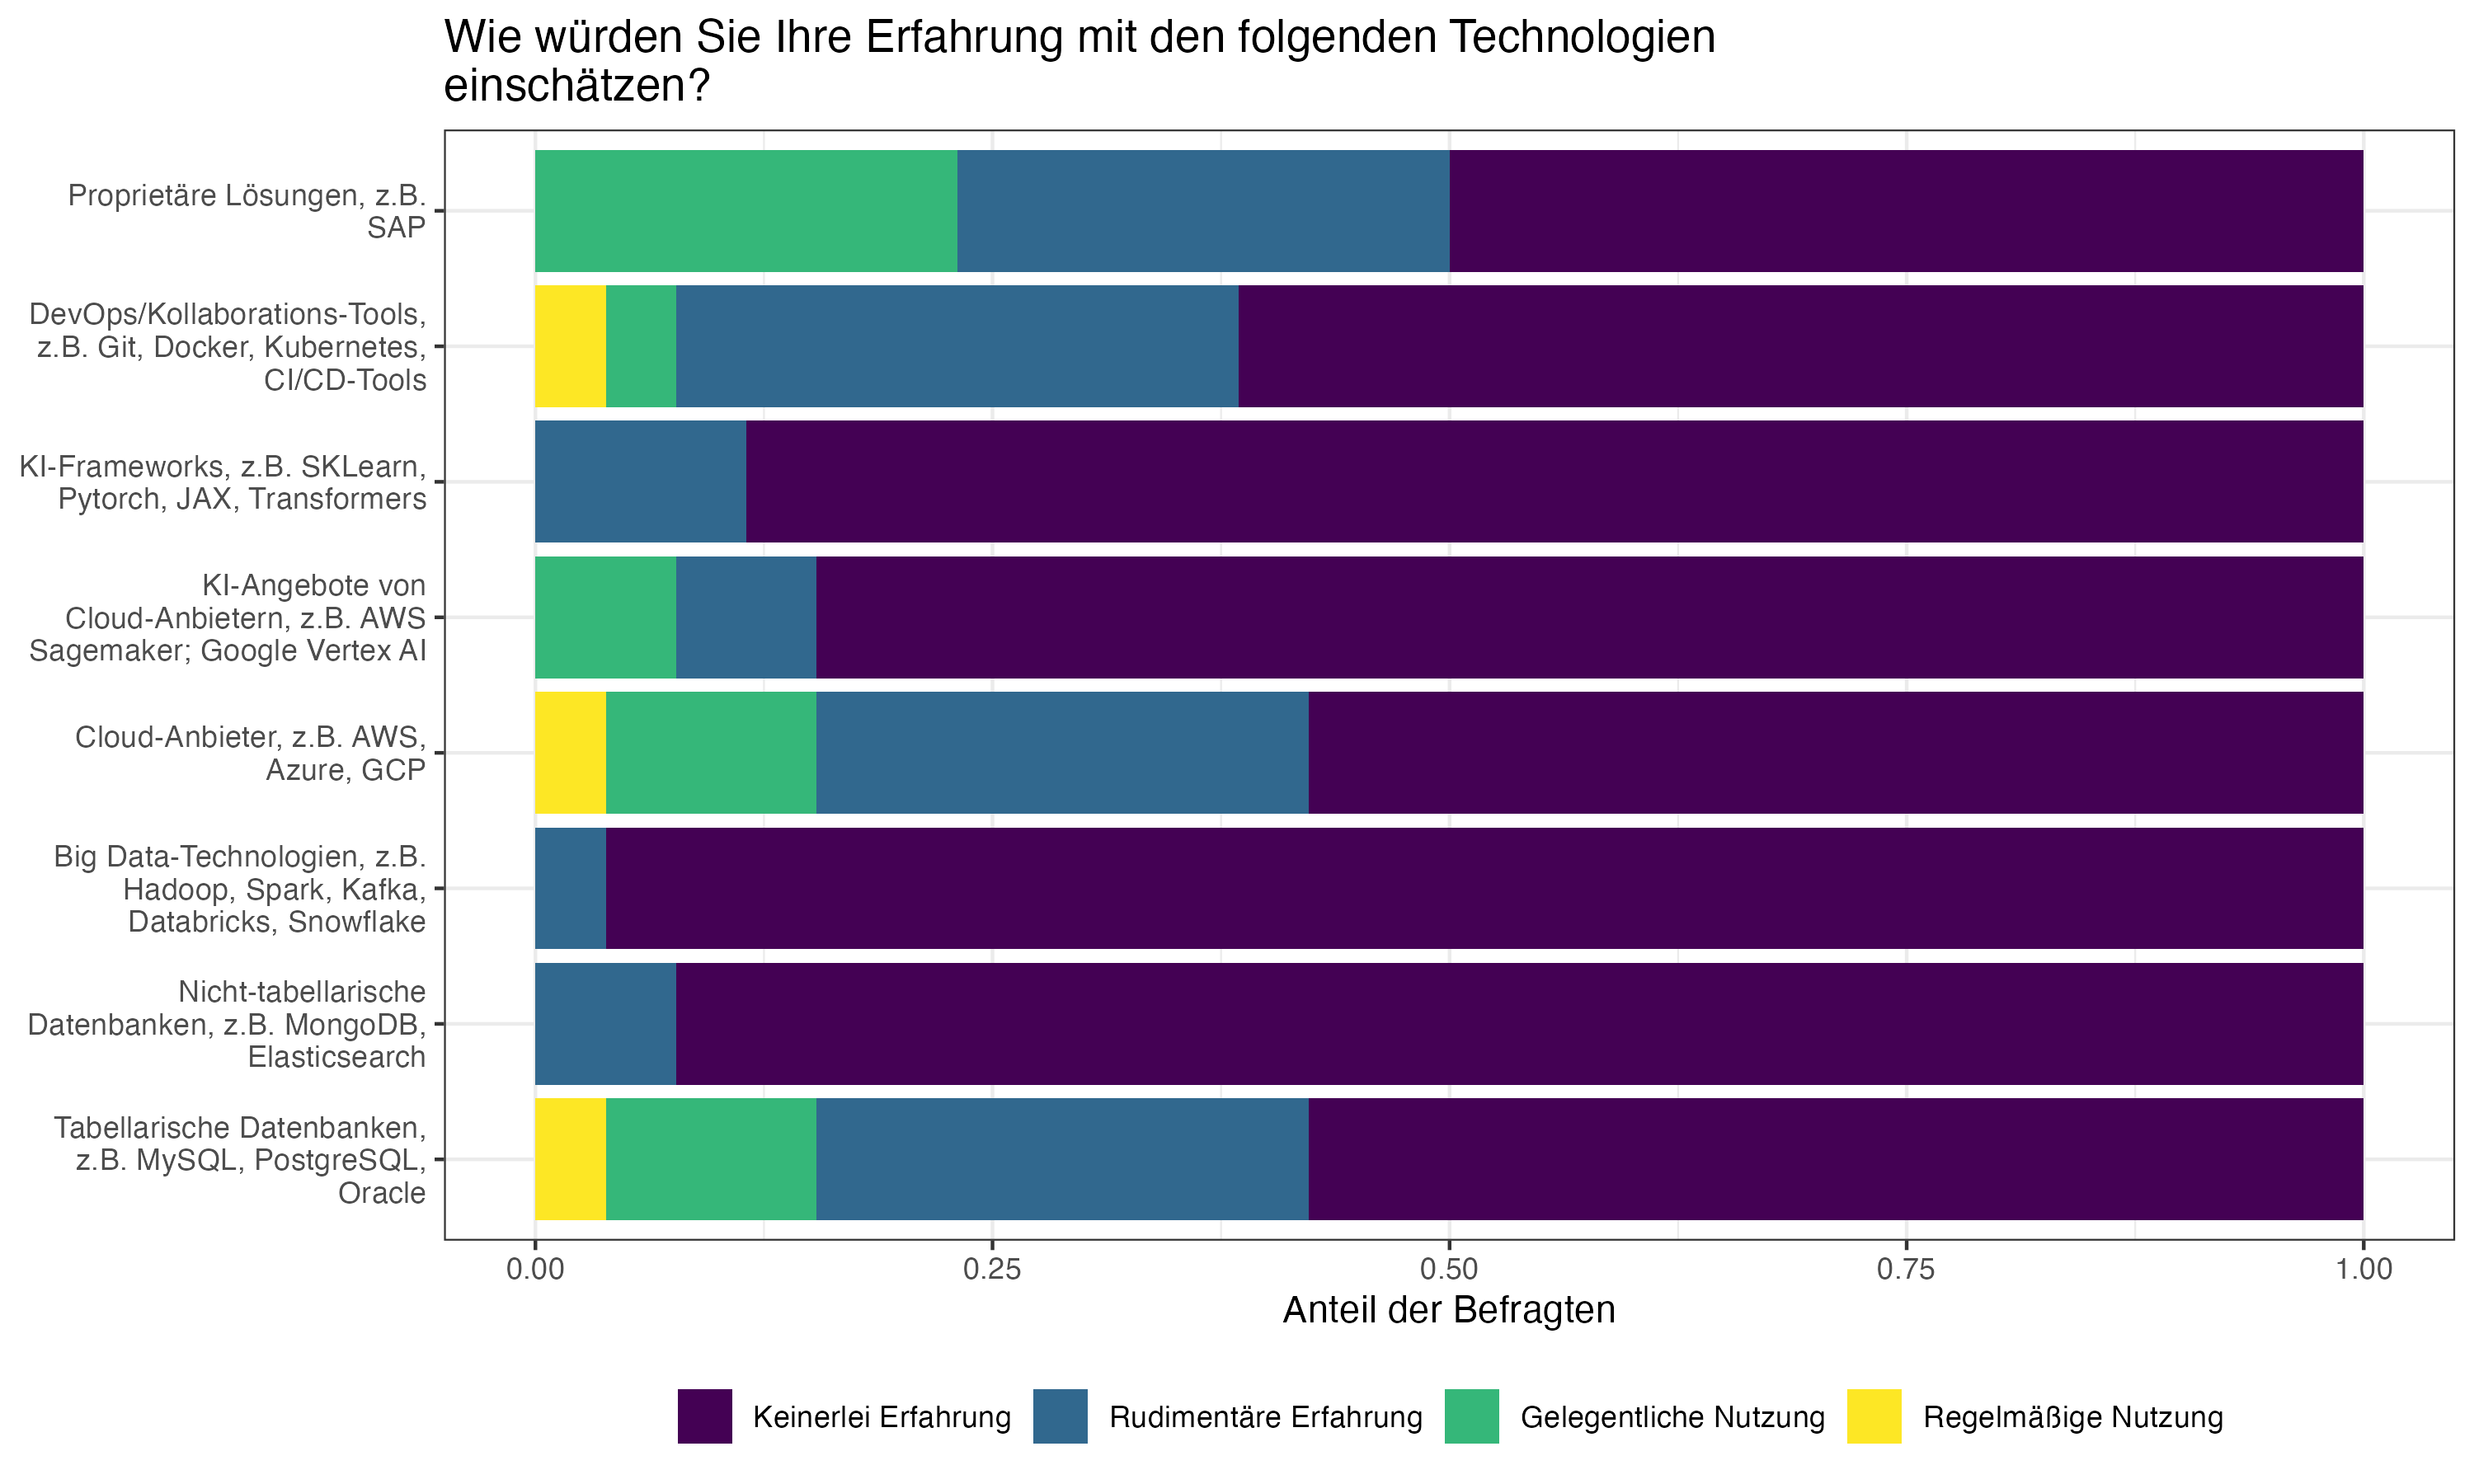 Wie würden Sie Ihre Erfahrung mit den folgenden Technologien
einschätzen?
Proprietäre Lösungen, z.B.
SAP
DevOps/Kollaborations-Tools,
z.B. Git, Docker, Kubernetes,
CI/CD-Tools
KI-Frameworks, z.B. SKLearn,
Pytorch, JAX, Transformers
KI-Angebote von
Cloud-Anbietern, z.B. AWS
Sagemaker; Google Vertex AI
Cloud-Anbieter, z.B. AWS,
Azure, GCP
Big Data-Technologien, z.B.
Hadoop, Spark, Kafka,
Databricks, Snowflake
Nicht-tabellarische
Datenbanken, z.B. MongoDB,
Elasticsearch
Tabellarische Datenbanken,
z.B. MySQL, PostgreSQL,
Oracle
0.00 0.25 0.50 0.75 1.00
Anteil der Befragten
Keinerlei Erfahrung Rudimentäre Erfahrung Gelegentliche Nutzung Regelmäßige Nutzung